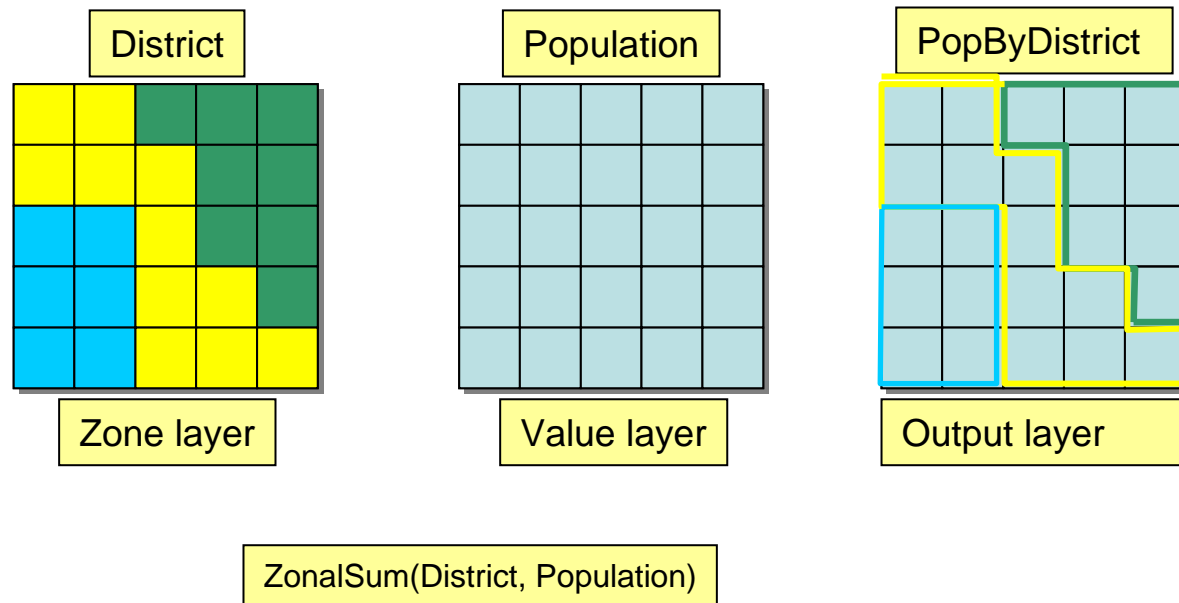 District
Population
PopByDistrict
Zone layer
Value layer
Output layer
ZonalSum(District, Population)